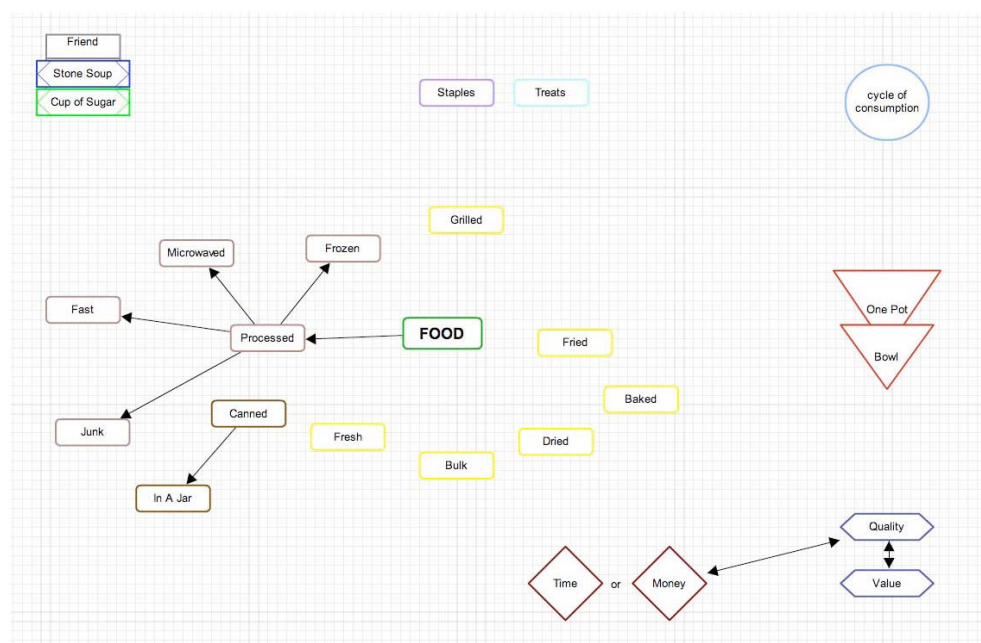 Friend
Stone Soup
Cup of Sugar
Staples
Treats
cycle of
consumption
Grilled
Microwaved
Frozen
Fast
One Pot
Processed
FOOD
Fried
Bowl
Baked
Canned
Junk
Fresh
Dried
Bulk
In A Jar
Quality
Time
or
Money
Value